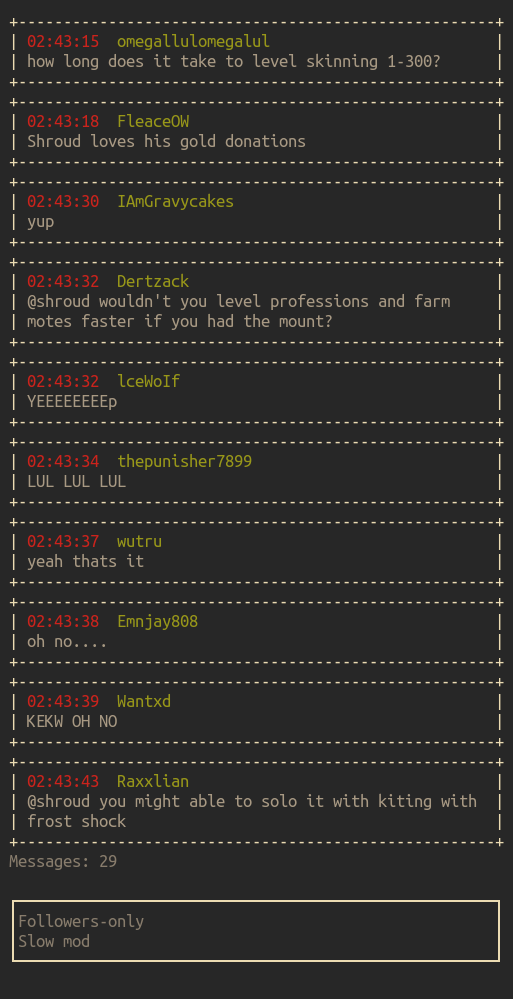 02:43:15 omegallulomegalul
how long does it take to level skinning 1-300?
02:43:18 FleaceOW
Shroud loves his gold donations
02:43:30 IAmGravycakes
yup
02:43:32 Dertzack
@shroud wouldn't you level professions and farm
motes faster if you had the mount?
02:43:32 lceWoIf
YEEEEEEEEp
02:43:34 thepunisher7899
LUL LUL LUL
02:43:37 wutru
yeah thats it
02:43:38 Emnjay808
oh no....
02:43:39 Wantxd
KEKW OH NO
02:43:43 Raxxlian
@shroud you might able to solo it with kiting with
frost shock
Messages: 29
Followers-only
Slow mod